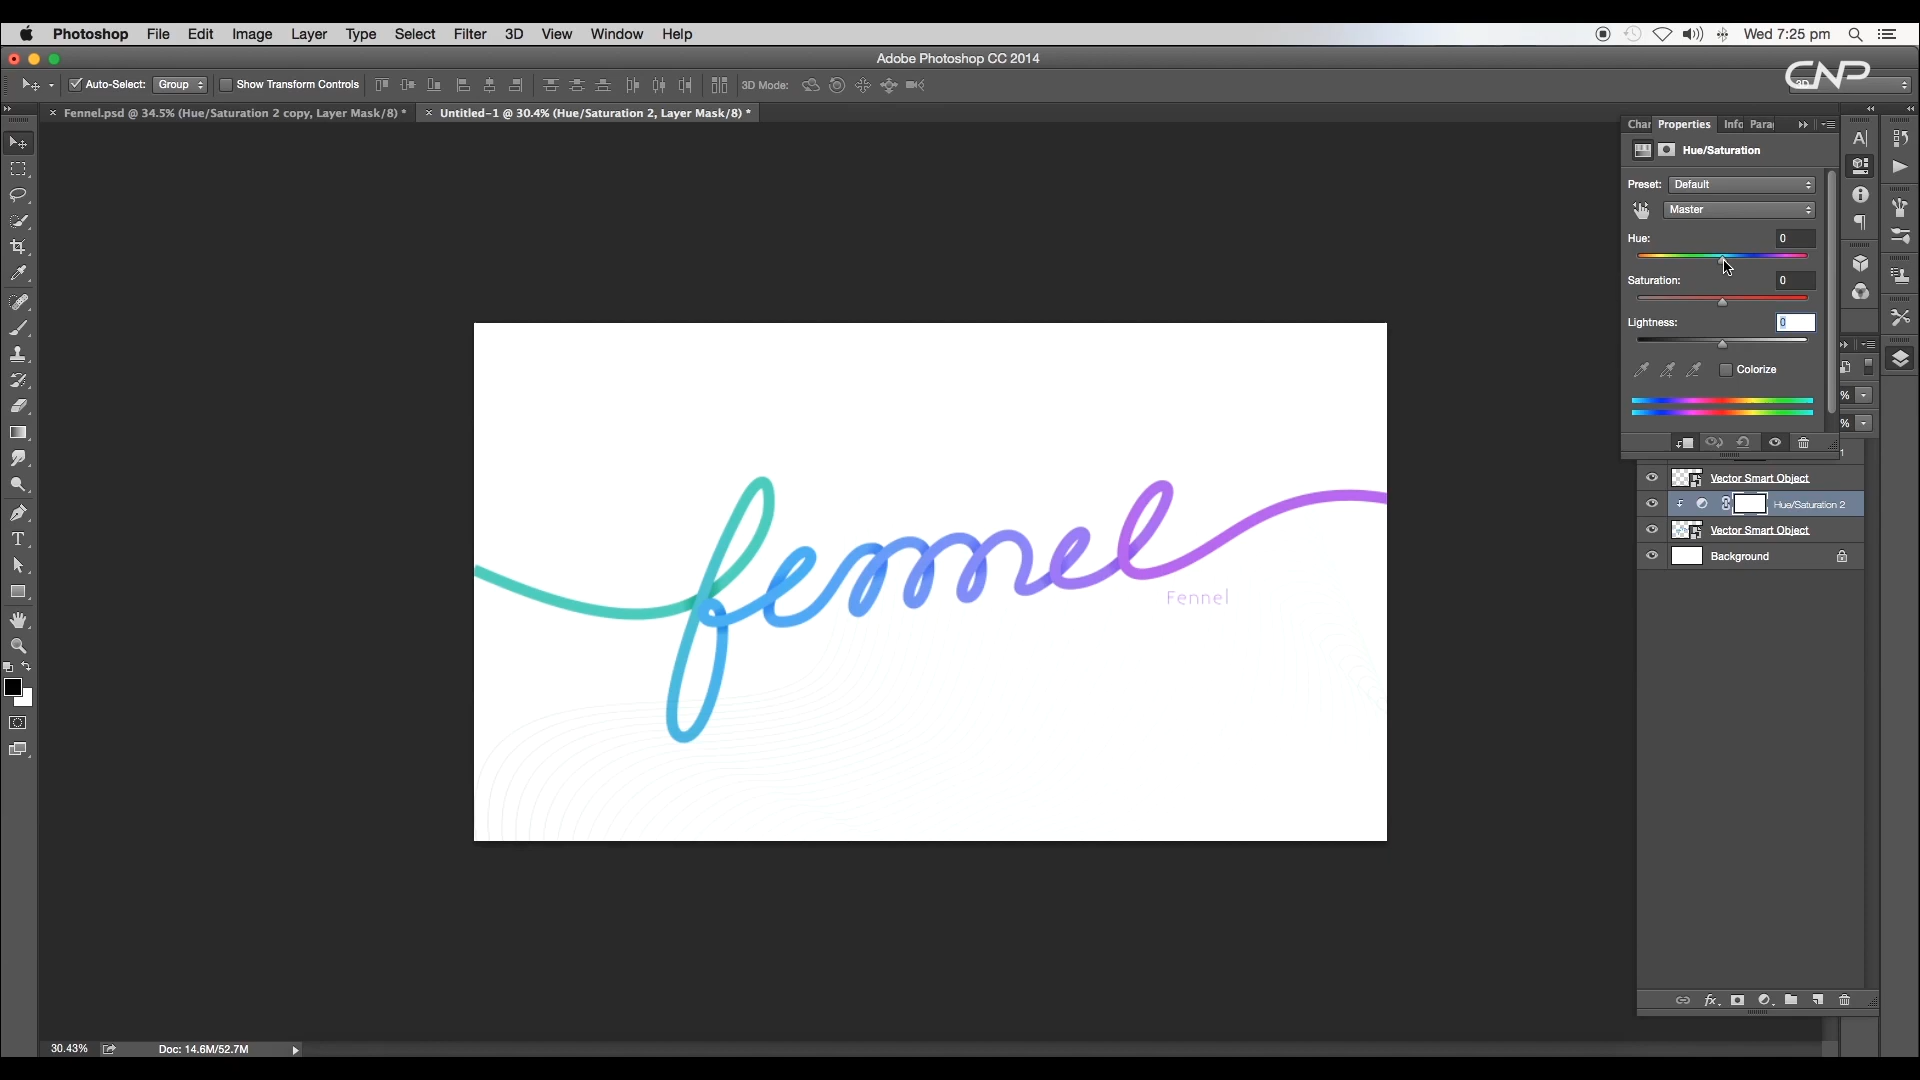 Photoshop File Edit Image Layer Type Select Filter 3D View Window Help Wed 7:25 pm
Adobe Photoshop CC 2014
CNP
Auto-Select: Group Show Transform Controls 3D Mode: 3D
× Fennel.psd @ 34.5% (Hue/Saturation 2 copy, Layer Mask/8) * × Untitled-1 @ 30.4% (Hue/Saturation 2, Layer Mask/8) *
Char Properties Info Para
Hue/Saturation
Preset: Default
Master
Hue: 0
Saturation: 0
Lightness: 0
Colorize
%
%
1
Vector Smart Object
Hue/Saturation 2
Vector Smart Object
Background
fennel
Fennel
fx
30.43% Doc: 14.6M/52.7M